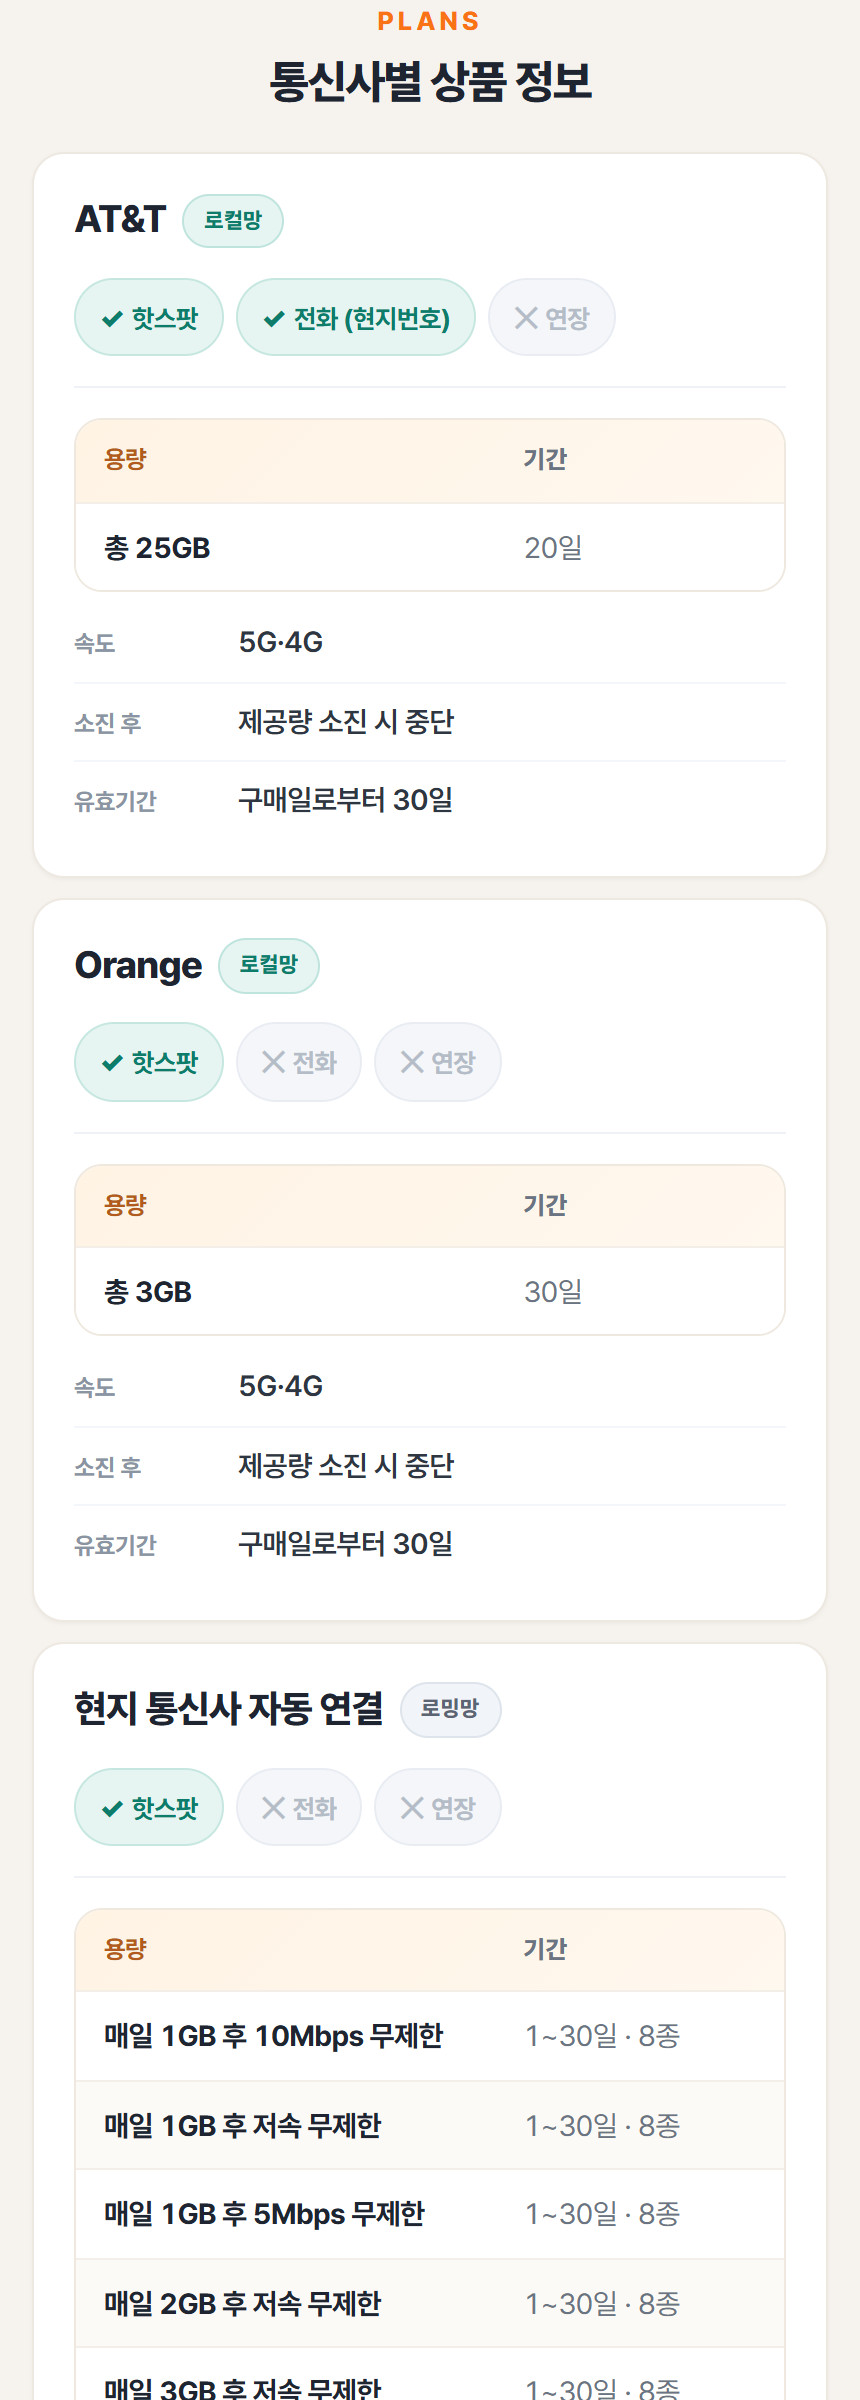 PLANS
통신사별 상품 정보
AT&T 로컬망
✓ 핫스팟 ✓ 전화 (현지번호) ✕ 연장
용량 기간
총 25GB 20일
속도 5G·4G
소진 후 제공량 소진 시 중단
유효기간 구매일로부터 30일
Orange 로컬망
✓ 핫스팟 ✕ 전화 ✕ 연장
용량 기간
총 3GB 30일
속도 5G·4G
소진 후 제공량 소진 시 중단
유효기간 구매일로부터 30일
현지 통신사 자동 연결 로밍망
✓ 핫스팟 ✕ 전화 ✕ 연장
용량 기간
매일 1GB 후 10Mbps 무제한 1~30일 · 8종
매일 1GB 후 저속 무제한 1~30일 · 8종
매일 1GB 후 5Mbps 무제한 1~30일 · 8종
매일 2GB 후 저속 무제한 1~30일 · 8종
매일 3GB 후 저속 무제한 1~30일 · 8종